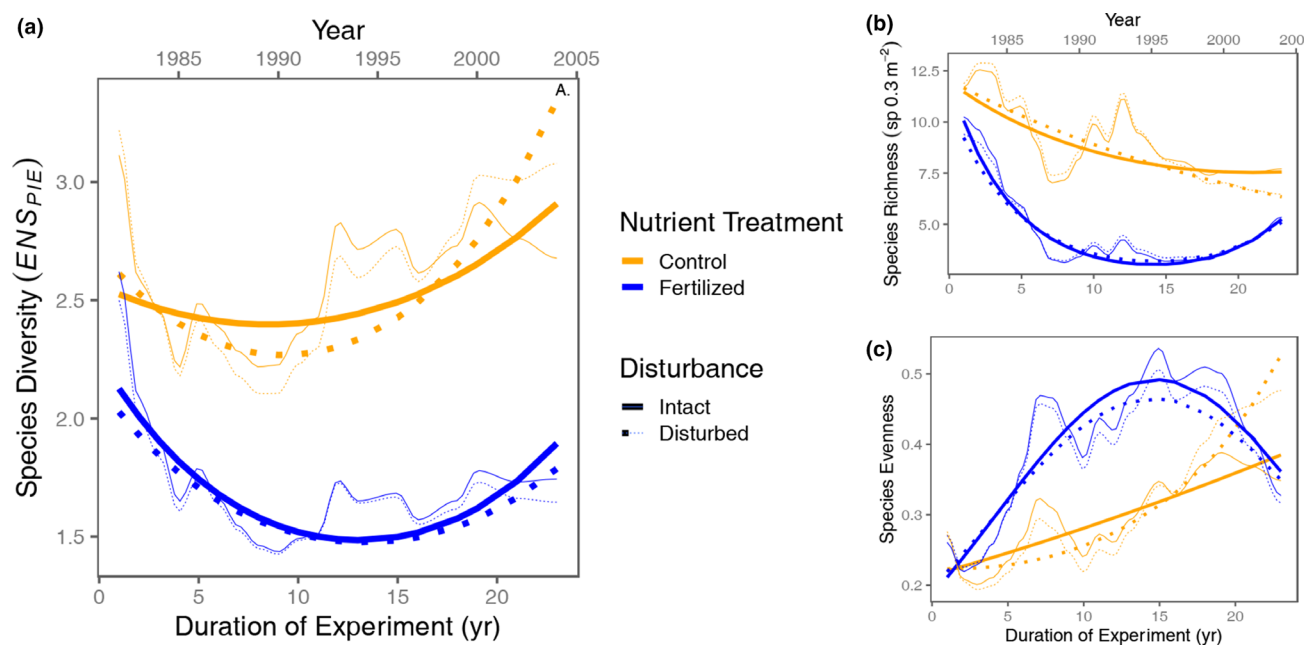 (a)
Year
1985 1990 1995 2000 2005
A.
3.0
2.5
2.0
1.5
Species Diversity (ENS_PIE)
0 5 10 15 20
Duration of Experiment (yr)
Nutrient Treatment
Control
Fertilized
Disturbance
Intact
Disturbed
(b)
Year
1985 1990 1995 2000 200
12.5
10.0
7.5
5.0
Species Richness (sp 0.3 m⁻²)
0 5 10 15 20
(c)
0.5
0.4
0.3
0.2
Species Evenness
0 5 10 15 20
Duration of Experiment (yr)